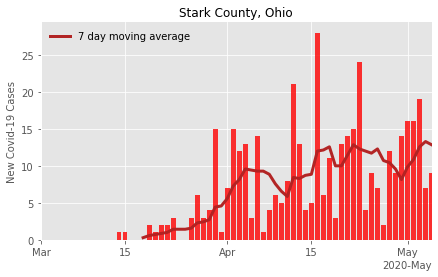 Stark County, Ohio
7 day moving average
New Covid-19 Cases
25
20
15
10
5
0
Mar 15 Apr 15 May
2020-May